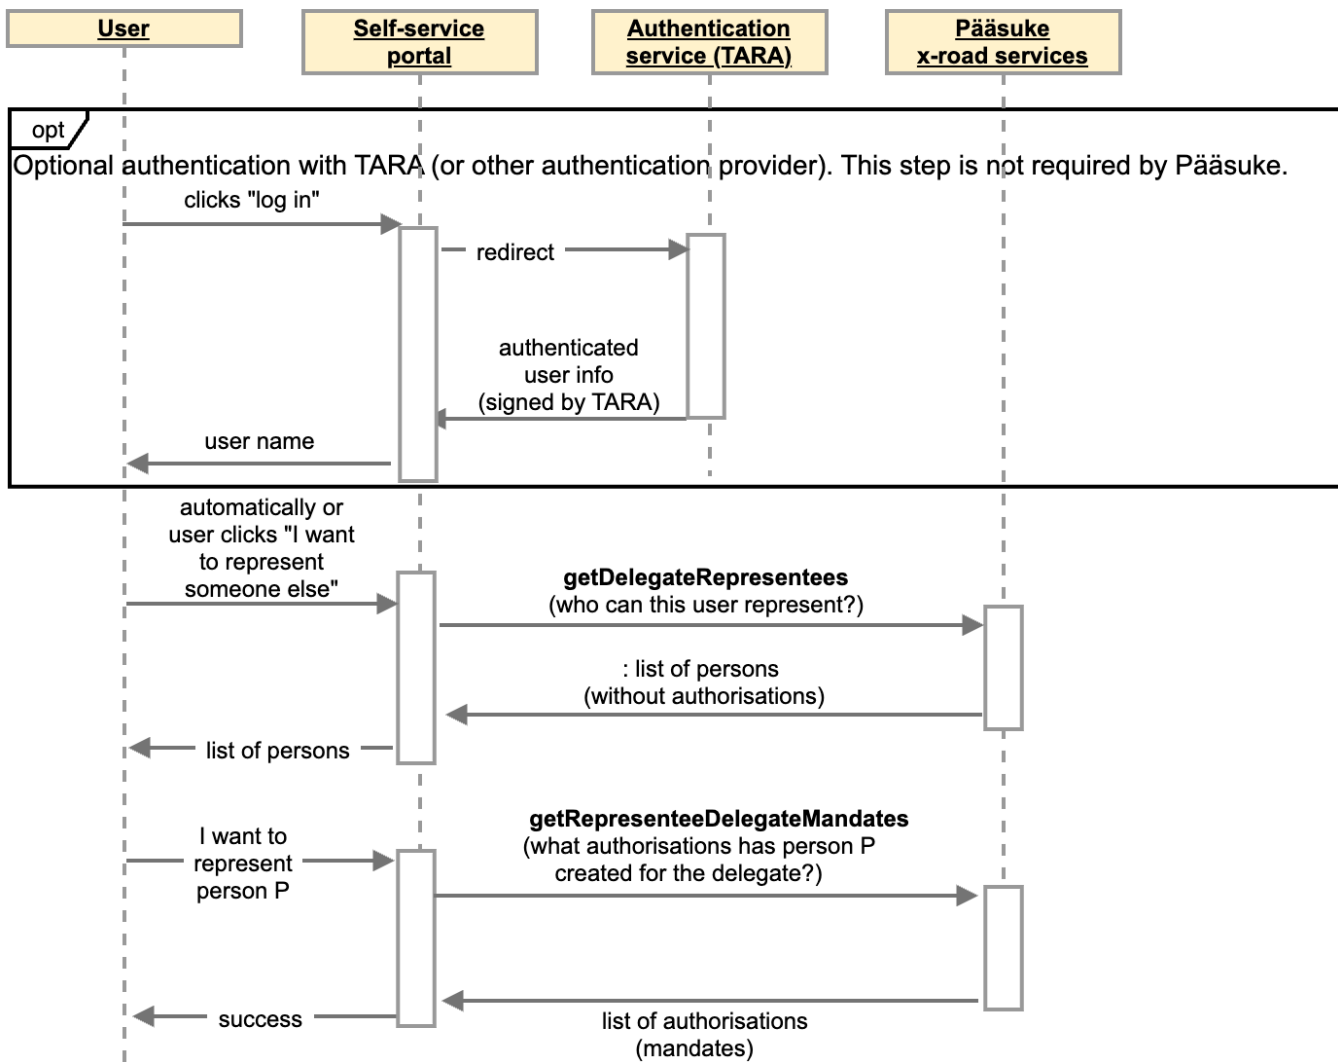 User
Self-service
portal
Authentication
service (TARA)
Pääsuke
x-road services
opt
Optional authentication with TARA (or other authentication provider). This step is not required by Pääsuke.
clicks "log in"
redirect
authenticated
user info
(signed by TARA)
user name
automatically or
user clicks "I want
to represent
someone else"
getDelegateRepresentees
(who can this user represent?)
: list of persons
(without authorisations)
list of persons
I want to
represent
person P
getRepresenteeDelegateMandates
(what authorisations has person P
created for the delegate?)
success
list of authorisations
(mandates)